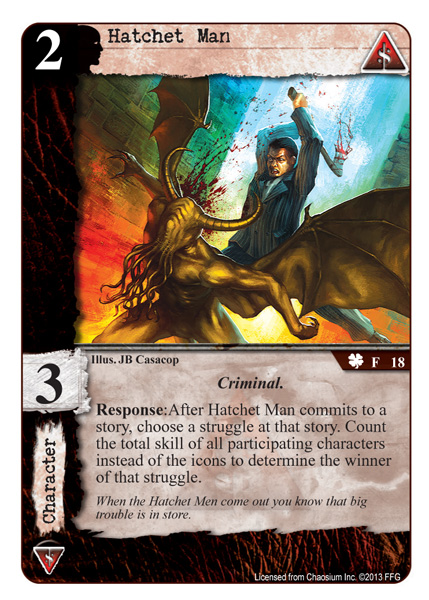 2
Hatchet Man
Illus. JB Casacop
F 18
3
Character
Criminal.
Response:After Hatchet Man commits to a
story, choose a struggle at that story. Count
the total skill of all participating characters
instead of the icons to determine the winner
of that struggle.
When the Hatchet Men come out you know that big
trouble is in store.
Licensed from Chaosium Inc. ©2013 FFG